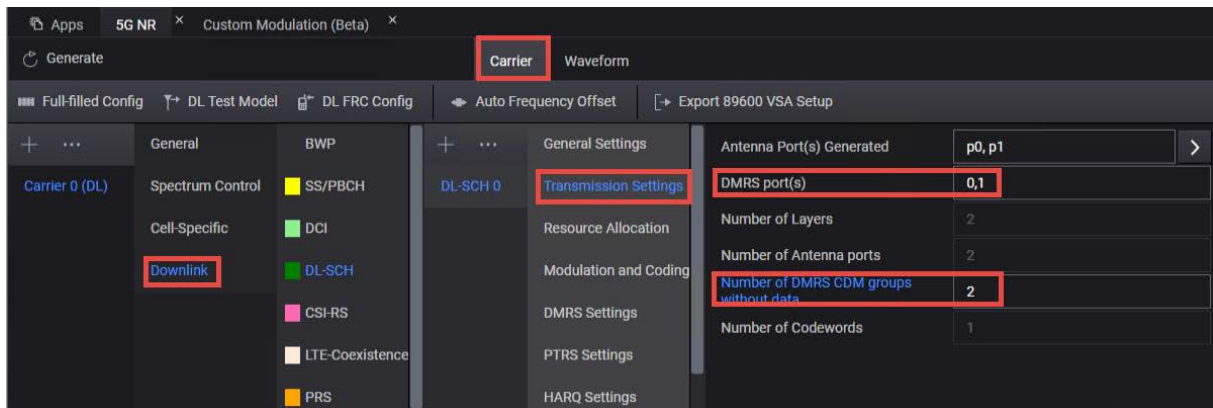 Apps 5G NR × Custom Modulation (Beta) ×
Generate Carrier Waveform
Full-filled Config DL Test Model DL FRC Config Auto Frequency Offset Export 89600 VSA Setup
+ ... General BWP + ... General Settings Antenna Port(s) Generated p0, p1 >
Carrier 0 (DL) Spectrum Control SS/PBCH DL-SCH 0 Transmission Settings DMRS port(s) 0,1
Cell-Specific DCI Resource Allocation Number of Layers 2
Downlink DL-SCH Modulation and Coding Number of Antenna ports 2
CSI-RS DMRS Settings Number of DMRS CDM groups
without data 2
LTE-Coexistence PTRS Settings Number of Codewords 1
PRS HARQ Settings